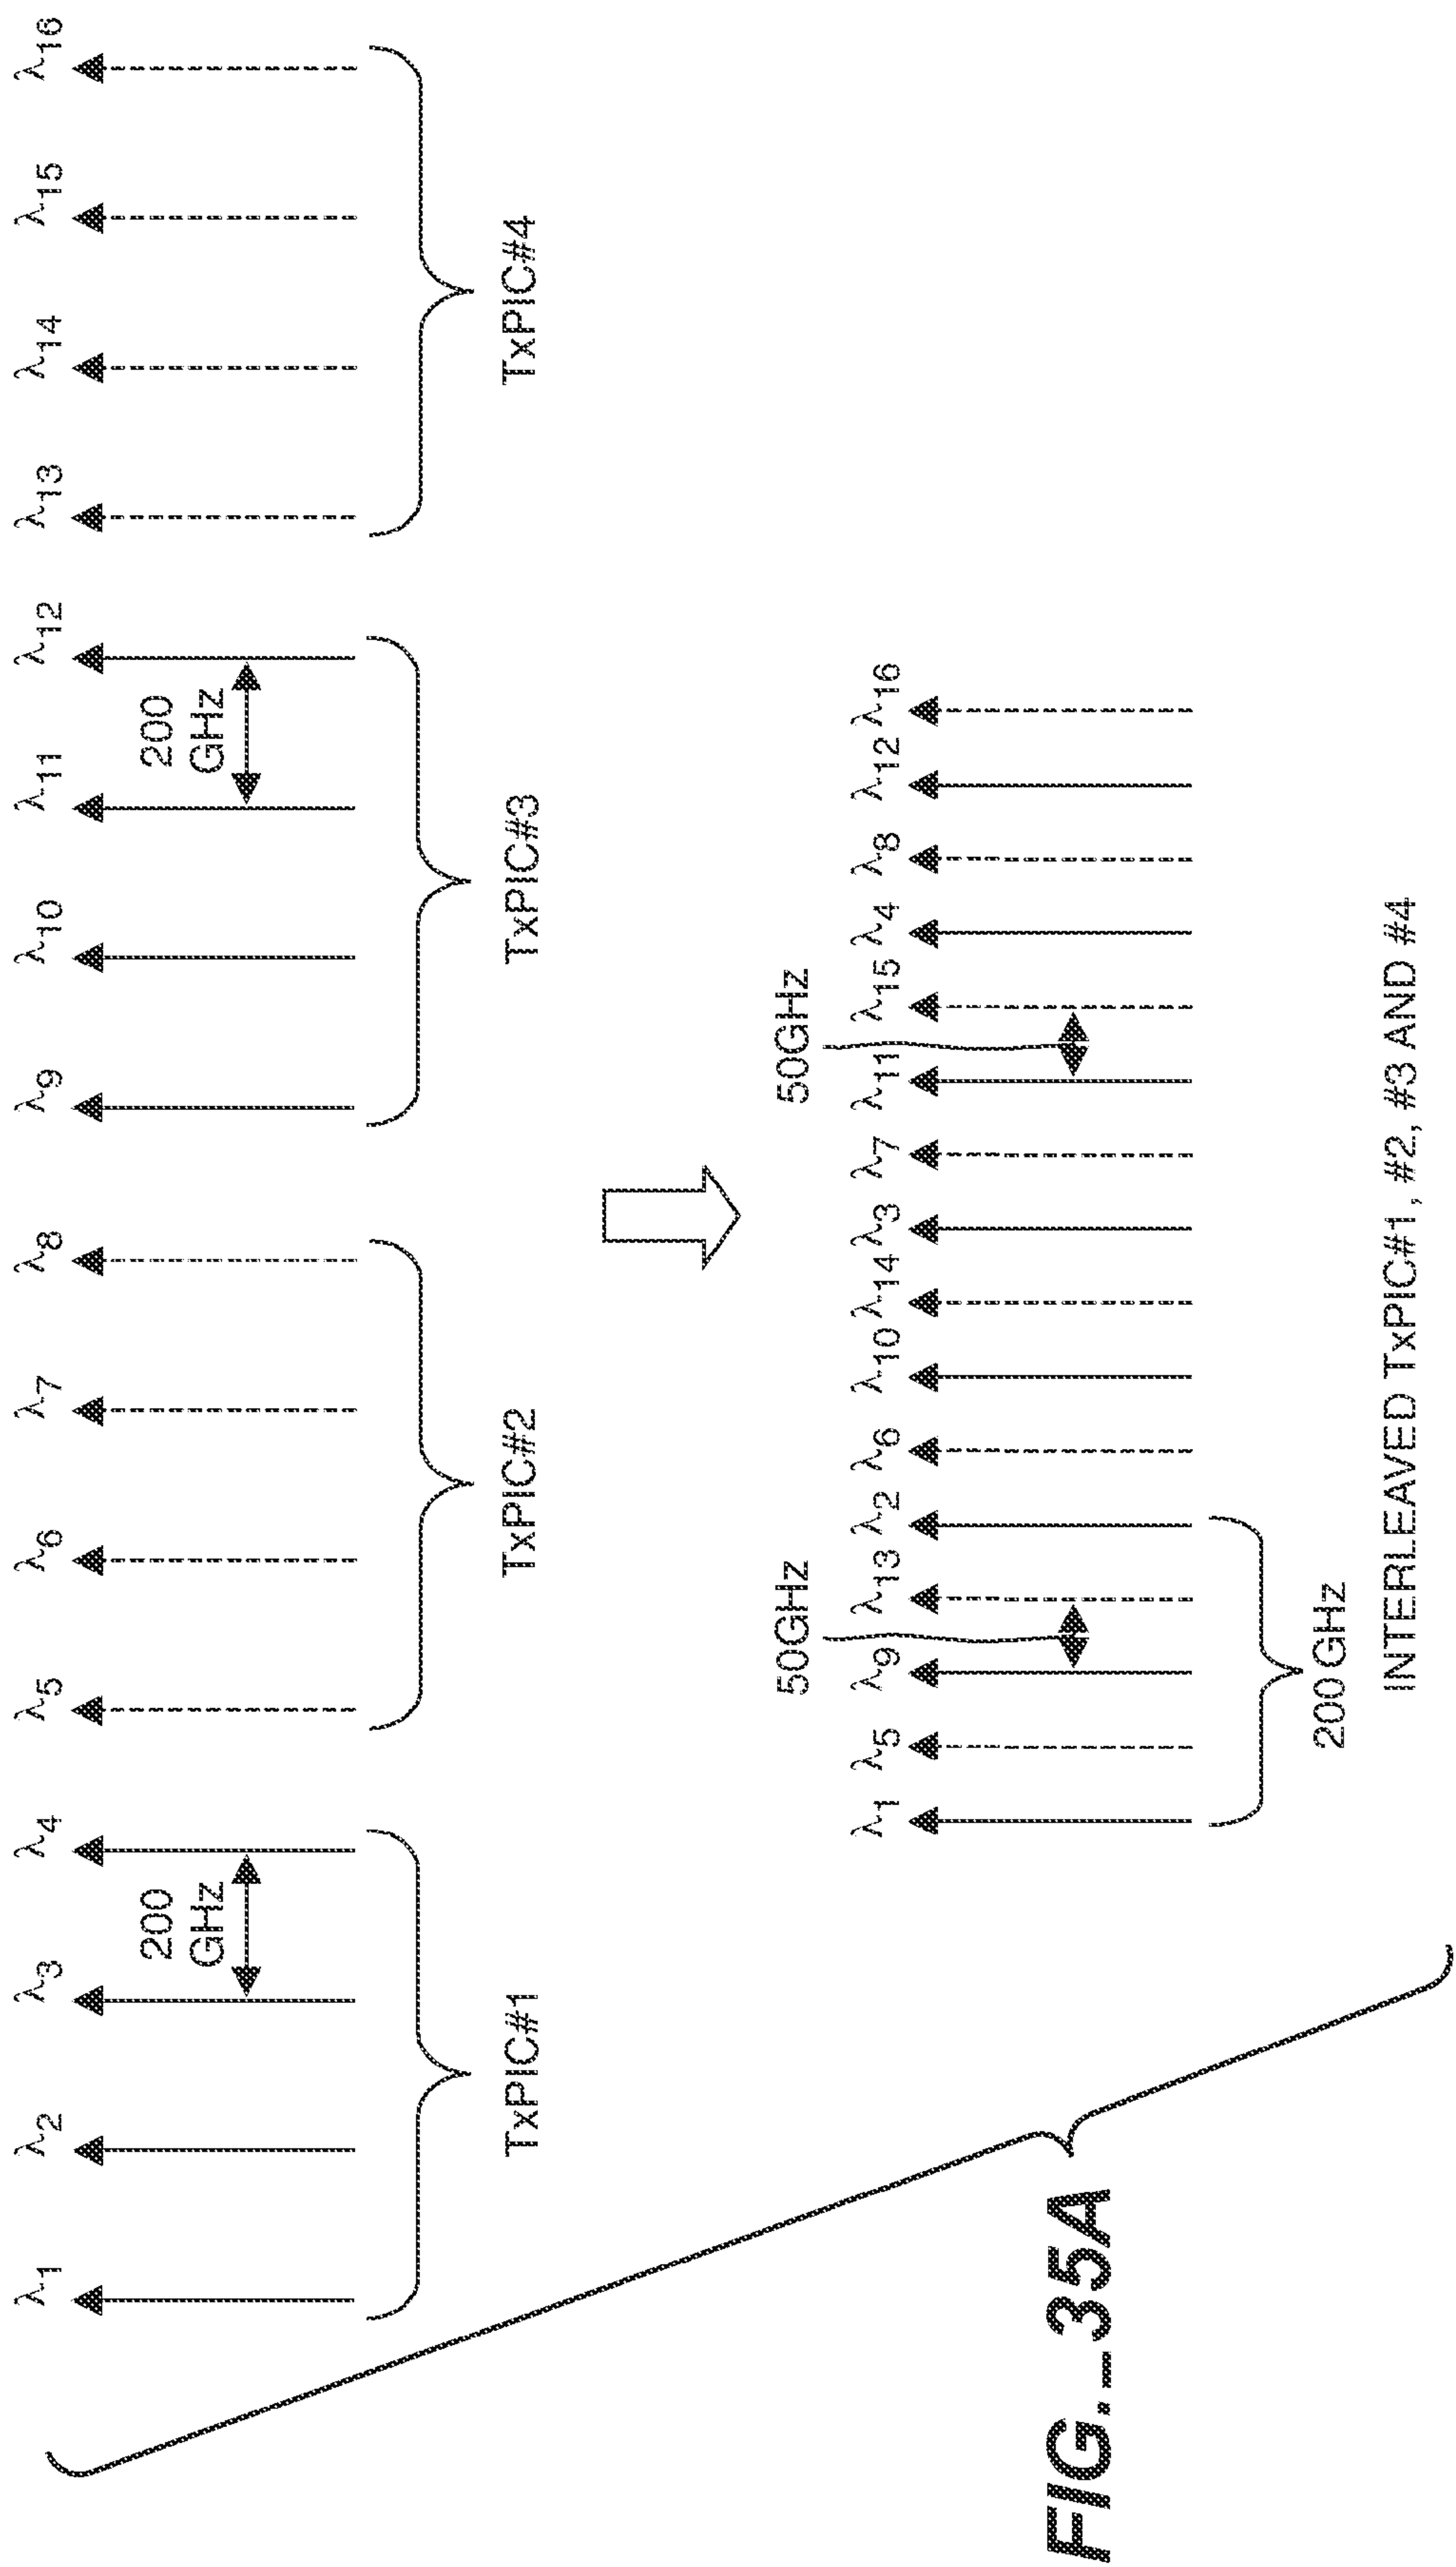 λ1 λ2 λ3 λ4 λ5 λ6 λ7 λ8 λ9 λ10 λ11 λ12 λ13 λ14 λ15 λ16
200
GHz
200
GHz
TxPIC#1 TxPIC#2 TxPIC#3 TxPIC#4
50GHz 50GHz
λ1 λ5 λ9 λ13 λ2 λ6 λ10 λ14 λ3 λ7 λ11 λ15 λ4 λ8 λ12 λ16
200 GHz
INTERLEAVED TxPIC#1, #2, #3 AND #4
FIG._35A